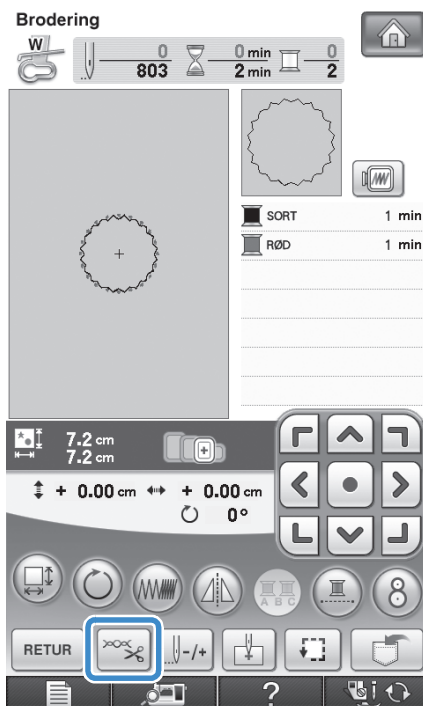 Brodering
W
0 0 min 0
803 2 min 2
SORT 1 min
RØD 1 min
7.2 cm
7.2 cm
+ 0.00 cm + 0.00 cm
0°
A B C
8
RETUR -/+
?